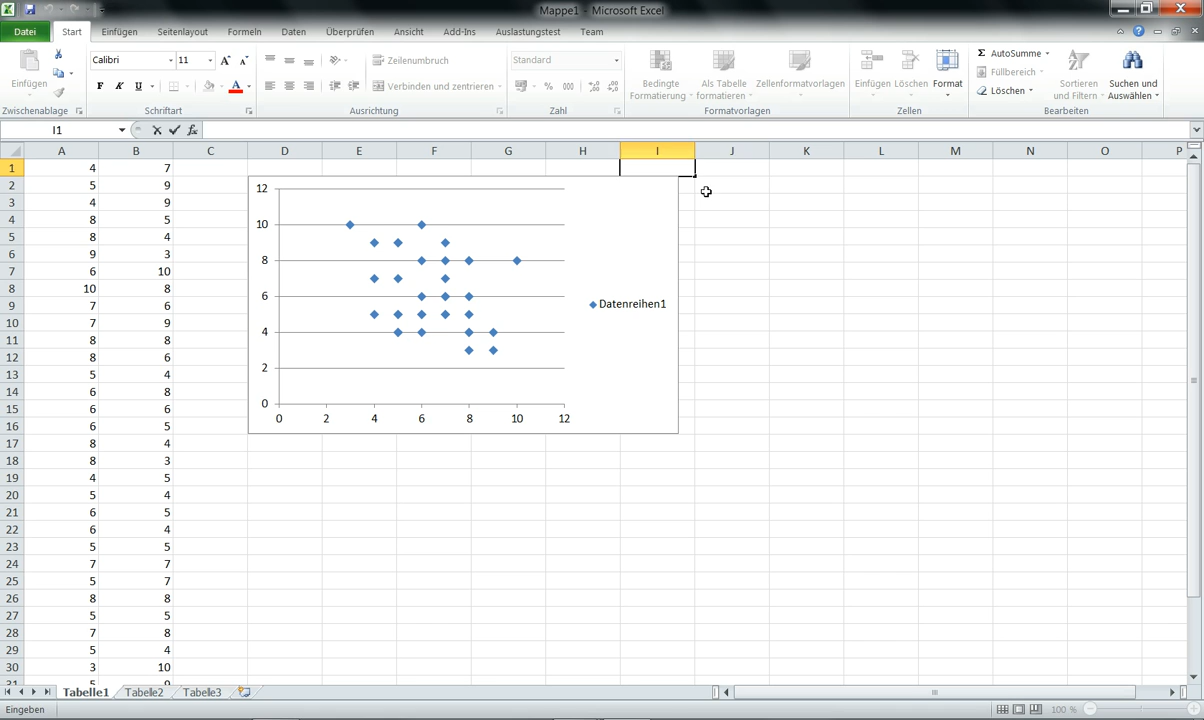 Mappe1 - Microsoft Excel
Datei Start Einfügen Seitenlayout Formeln Daten Überprüfen Ansicht Add-Ins Auslastungstest Team
Calibri 11 Zeilenumbruch Standard AutoSumme
Einfügen Bedingte Als Tabelle Zellenformatvorlagen Einfügen Löschen Format Füllbereich Sortieren Suchen und
F K U Verbinden und zentrieren Formatierung formatieren Löschen und Filtern Auswählen
Zwischenablage Schriftart Ausrichtung Zahl Formatvorlagen Zellen Bearbeiten
I1
A B C D E F G H I J K L M N O P
1 4 7
2 5 9
3 4 9
4 8 5
5 8 4
6 9 3
7 6 10
8 10 8
9 7 6
10 7 9
11 8 8
12 8 6
13 5 4
14 6 8
15 6 6
16 6 5
17 8 4
18 8 3
19 4 5
20 5 4
21 6 5
22 6 4
23 5 5
24 7 7
25 5 7
26 8 8
27 5 5
28 7 8
29 5 4
30 3 10
31 5 9
12
10
8
6
4
2
0
0 2 4 6 8 10 12
Datenreihen1
Tabelle1 Tabelle2 Tabelle3
Eingeben 100 %